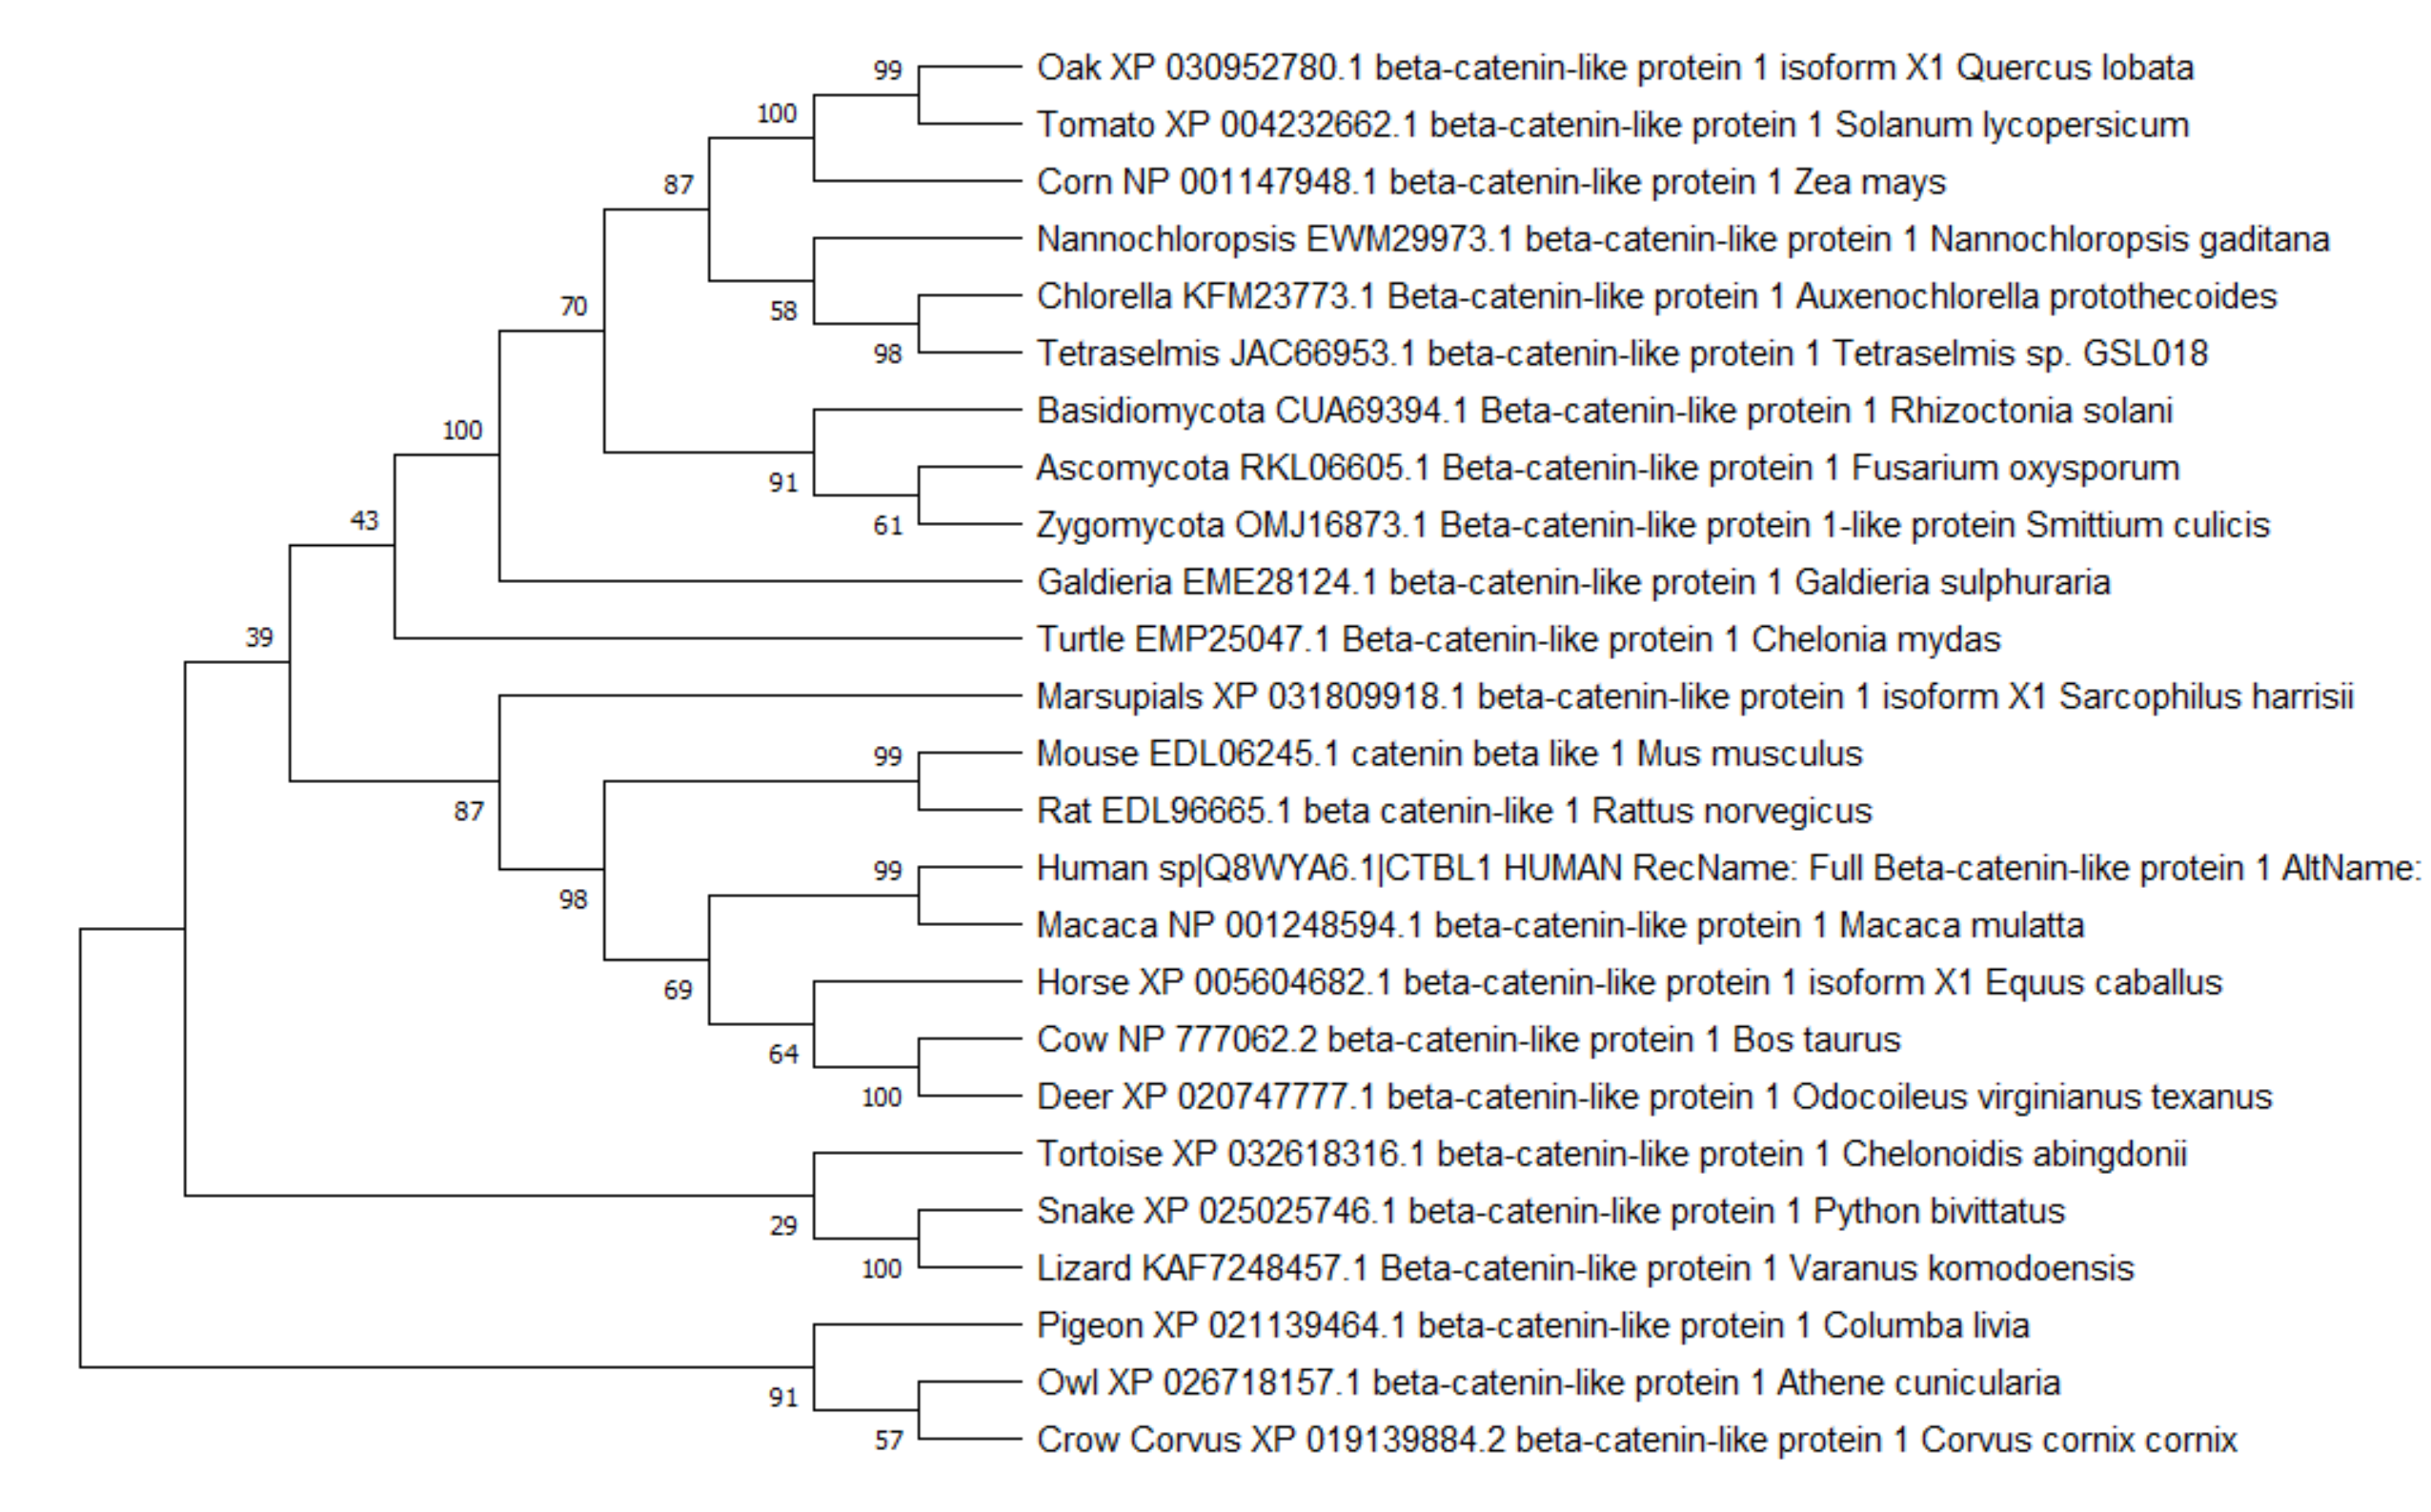 99
Oak XP 030952780.1 beta-catenin-like protein 1 isoform X1 Quercus lobata
100
Tomato XP 004232662.1 beta-catenin-like protein 1 Solanum lycopersicum
87
Corn NP 001147948.1 beta-catenin-like protein 1 Zea mays
Nannochloropsis EWM29973.1 beta-catenin-like protein 1 Nannochloropsis gaditana
70
58
Chlorella KFM23773.1 Beta-catenin-like protein 1 Auxenochlorella protothecoides
98
Tetraselmis JAC66953.1 beta-catenin-like protein 1 Tetraselmis sp. GSL018
100
Basidiomycota CUA69394.1 Beta-catenin-like protein 1 Rhizoctonia solani
91
Ascomycota RKL06605.1 Beta-catenin-like protein 1 Fusarium oxysporum
43
61
Zygomycota OMJ16873.1 Beta-catenin-like protein 1-like protein Smittium culicis
Galdieria EME28124.1 beta-catenin-like protein 1 Galdieria sulphuraria
39
Turtle EMP25047.1 Beta-catenin-like protein 1 Chelonia mydas
Marsupials XP 031809918.1 beta-catenin-like protein 1 isoform X1 Sarcophilus harrisii
99
Mouse EDL06245.1 catenin beta like 1 Mus musculus
87
Rat EDL96665.1 beta catenin-like 1 Rattus norvegicus
98
99
Human sp|Q8WYA6.1|CTBL1 HUMAN RecName: Full Beta-catenin-like protein 1 AltName:
Macaca NP 001248594.1 beta-catenin-like protein 1 Macaca mulatta
69
Horse XP 005604682.1 beta-catenin-like protein 1 isoform X1 Equus caballus
64
Cow NP 777062.2 beta-catenin-like protein 1 Bos taurus
100
Deer XP 020747777.1 beta-catenin-like protein 1 Odocoileus virginianus texanus
Tortoise XP 032618316.1 beta-catenin-like protein 1 Chelonoidis abingdonii
29
Snake XP 025025746.1 beta-catenin-like protein 1 Python bivittatus
100
Lizard KAF7248457.1 Beta-catenin-like protein 1 Varanus komodoensis
Pigeon XP 021139464.1 beta-catenin-like protein 1 Columba livia
91
Owl XP 026718157.1 beta-catenin-like protein 1 Athene cunicularia
57
Crow Corvus XP 019139884.2 beta-catenin-like protein 1 Corvus cornix cornix